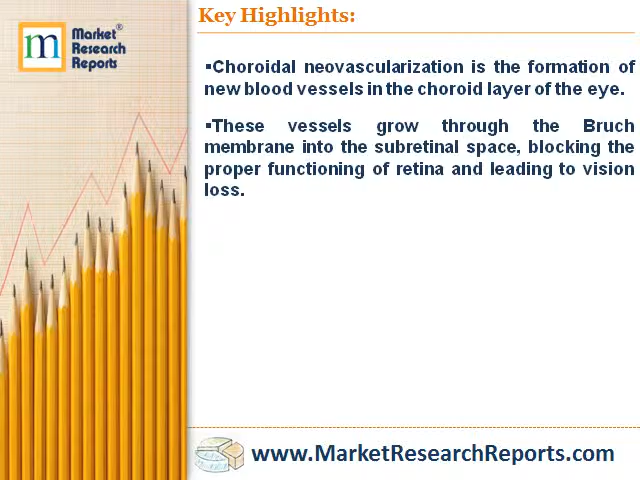 Key Highlights:
m
Market®
Research
Reports
▪Choroidal neovascularization is the formation of
new blood vessels in the choroid layer of the eye.
▪These vessels grow through the Bruch
membrane into the subretinal space, blocking the
proper functioning of retina and leading to vision
loss.
www.MarketResearchReports.com